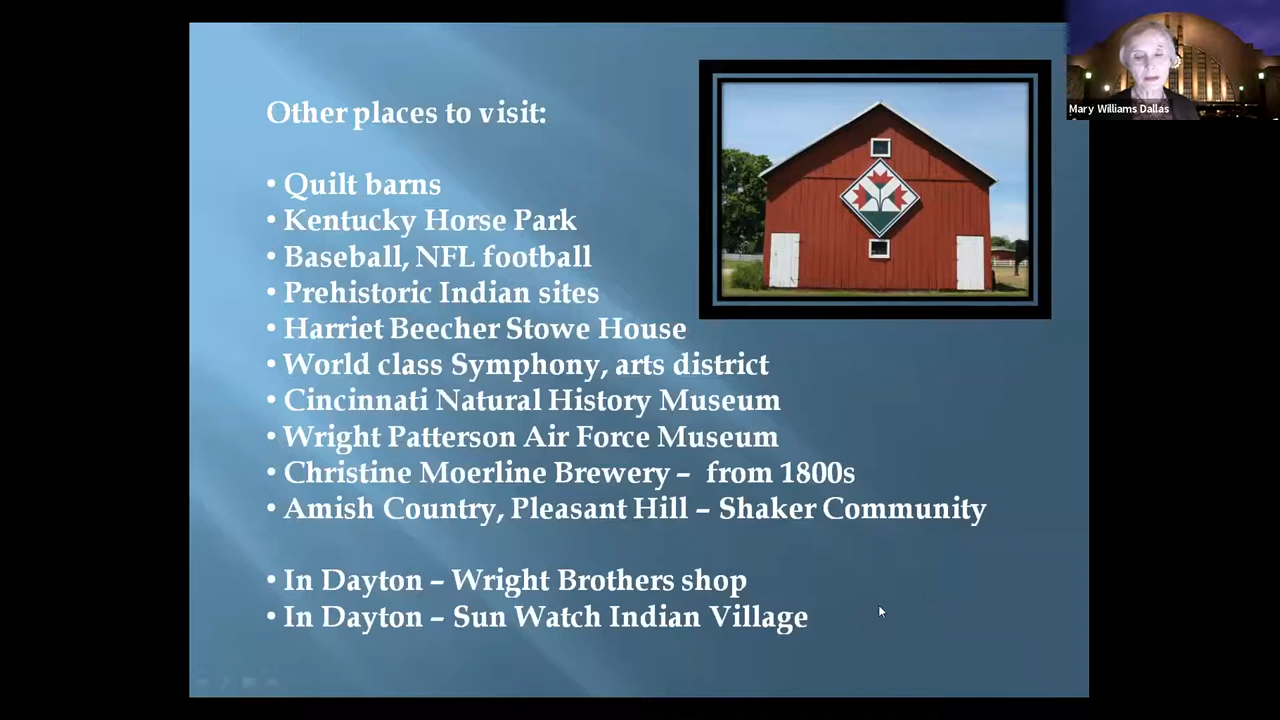 Other places to visit:
• Quilt barns
• Kentucky Horse Park
• Baseball, NFL football
• Prehistoric Indian sites
• Harriet Beecher Stowe House
• World class Symphony, arts district
• Cincinnati Natural History Museum
• Wright Patterson Air Force Museum
• Christine Moerline Brewery – from 1800s
• Amish Country, Pleasant Hill – Shaker Community
• In Dayton – Wright Brothers shop
• In Dayton – Sun Watch Indian Village
Mary Williams Dallas